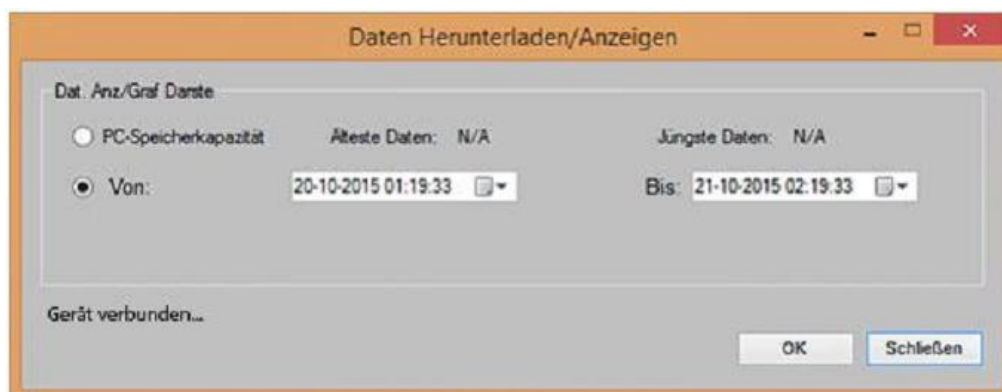 Daten Herunterladen/Anzeigen
Dat. Anz/Graf Darste
PC-Speicherkapazität Älteste Daten: N/A Jüngste Daten: N/A
Von: 20-10-2015 01:19:33 Bis: 21-10-2015 02:19:33
Gerät verbunden...
OK Schließen